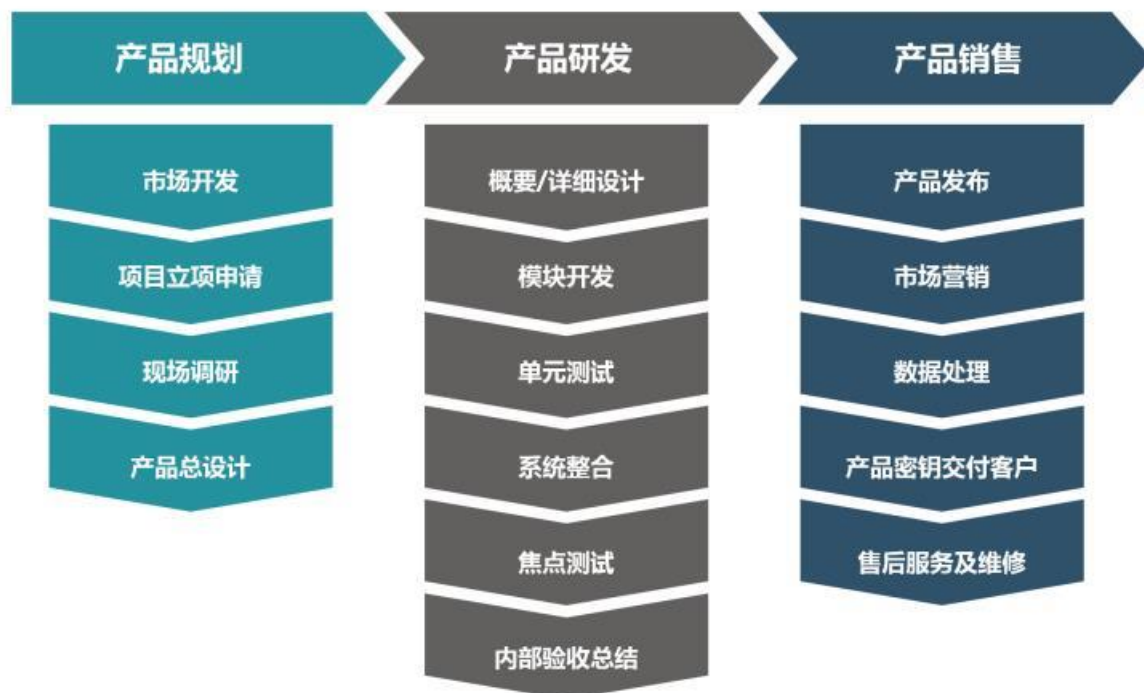 产品规划
产品研发
产品销售
市场开发
项目立项申请
现场调研
产品总设计
概要/详细设计
模块开发
单元测试
系统整合
焦点测试
内部验收总结
产品发布
市场营销
数据处理
产品密钥交付客户
售后服务及维修